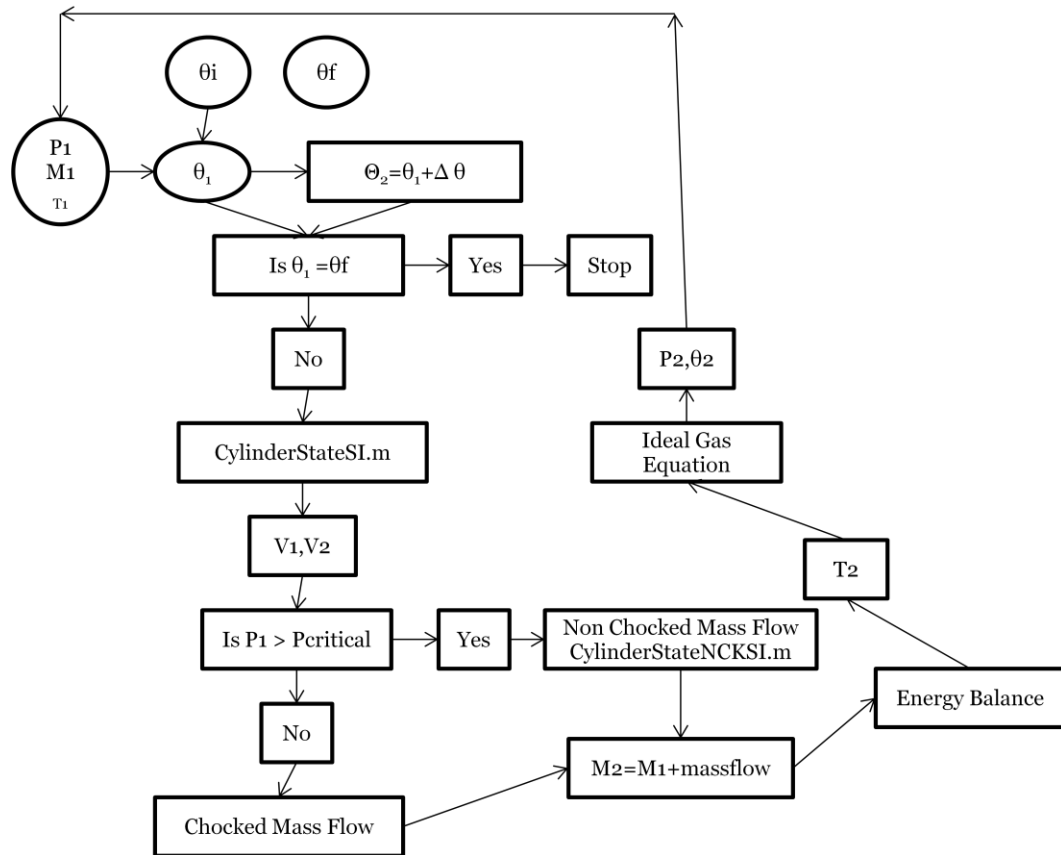 θi
θf
P1
M1
T1
θ₁
Θ₂=θ₁+Δ θ
Is θ₁ =θf
Yes
Stop
No
P2,θ2
CylinderStateSI.m
Ideal Gas
Equation
V1,V2
T2
Is P1 > Pcritical
Yes
Non Chocked Mass Flow
CylinderStateNCKSI.m
Energy Balance
No
M2=M1+massflow
Chocked Mass Flow